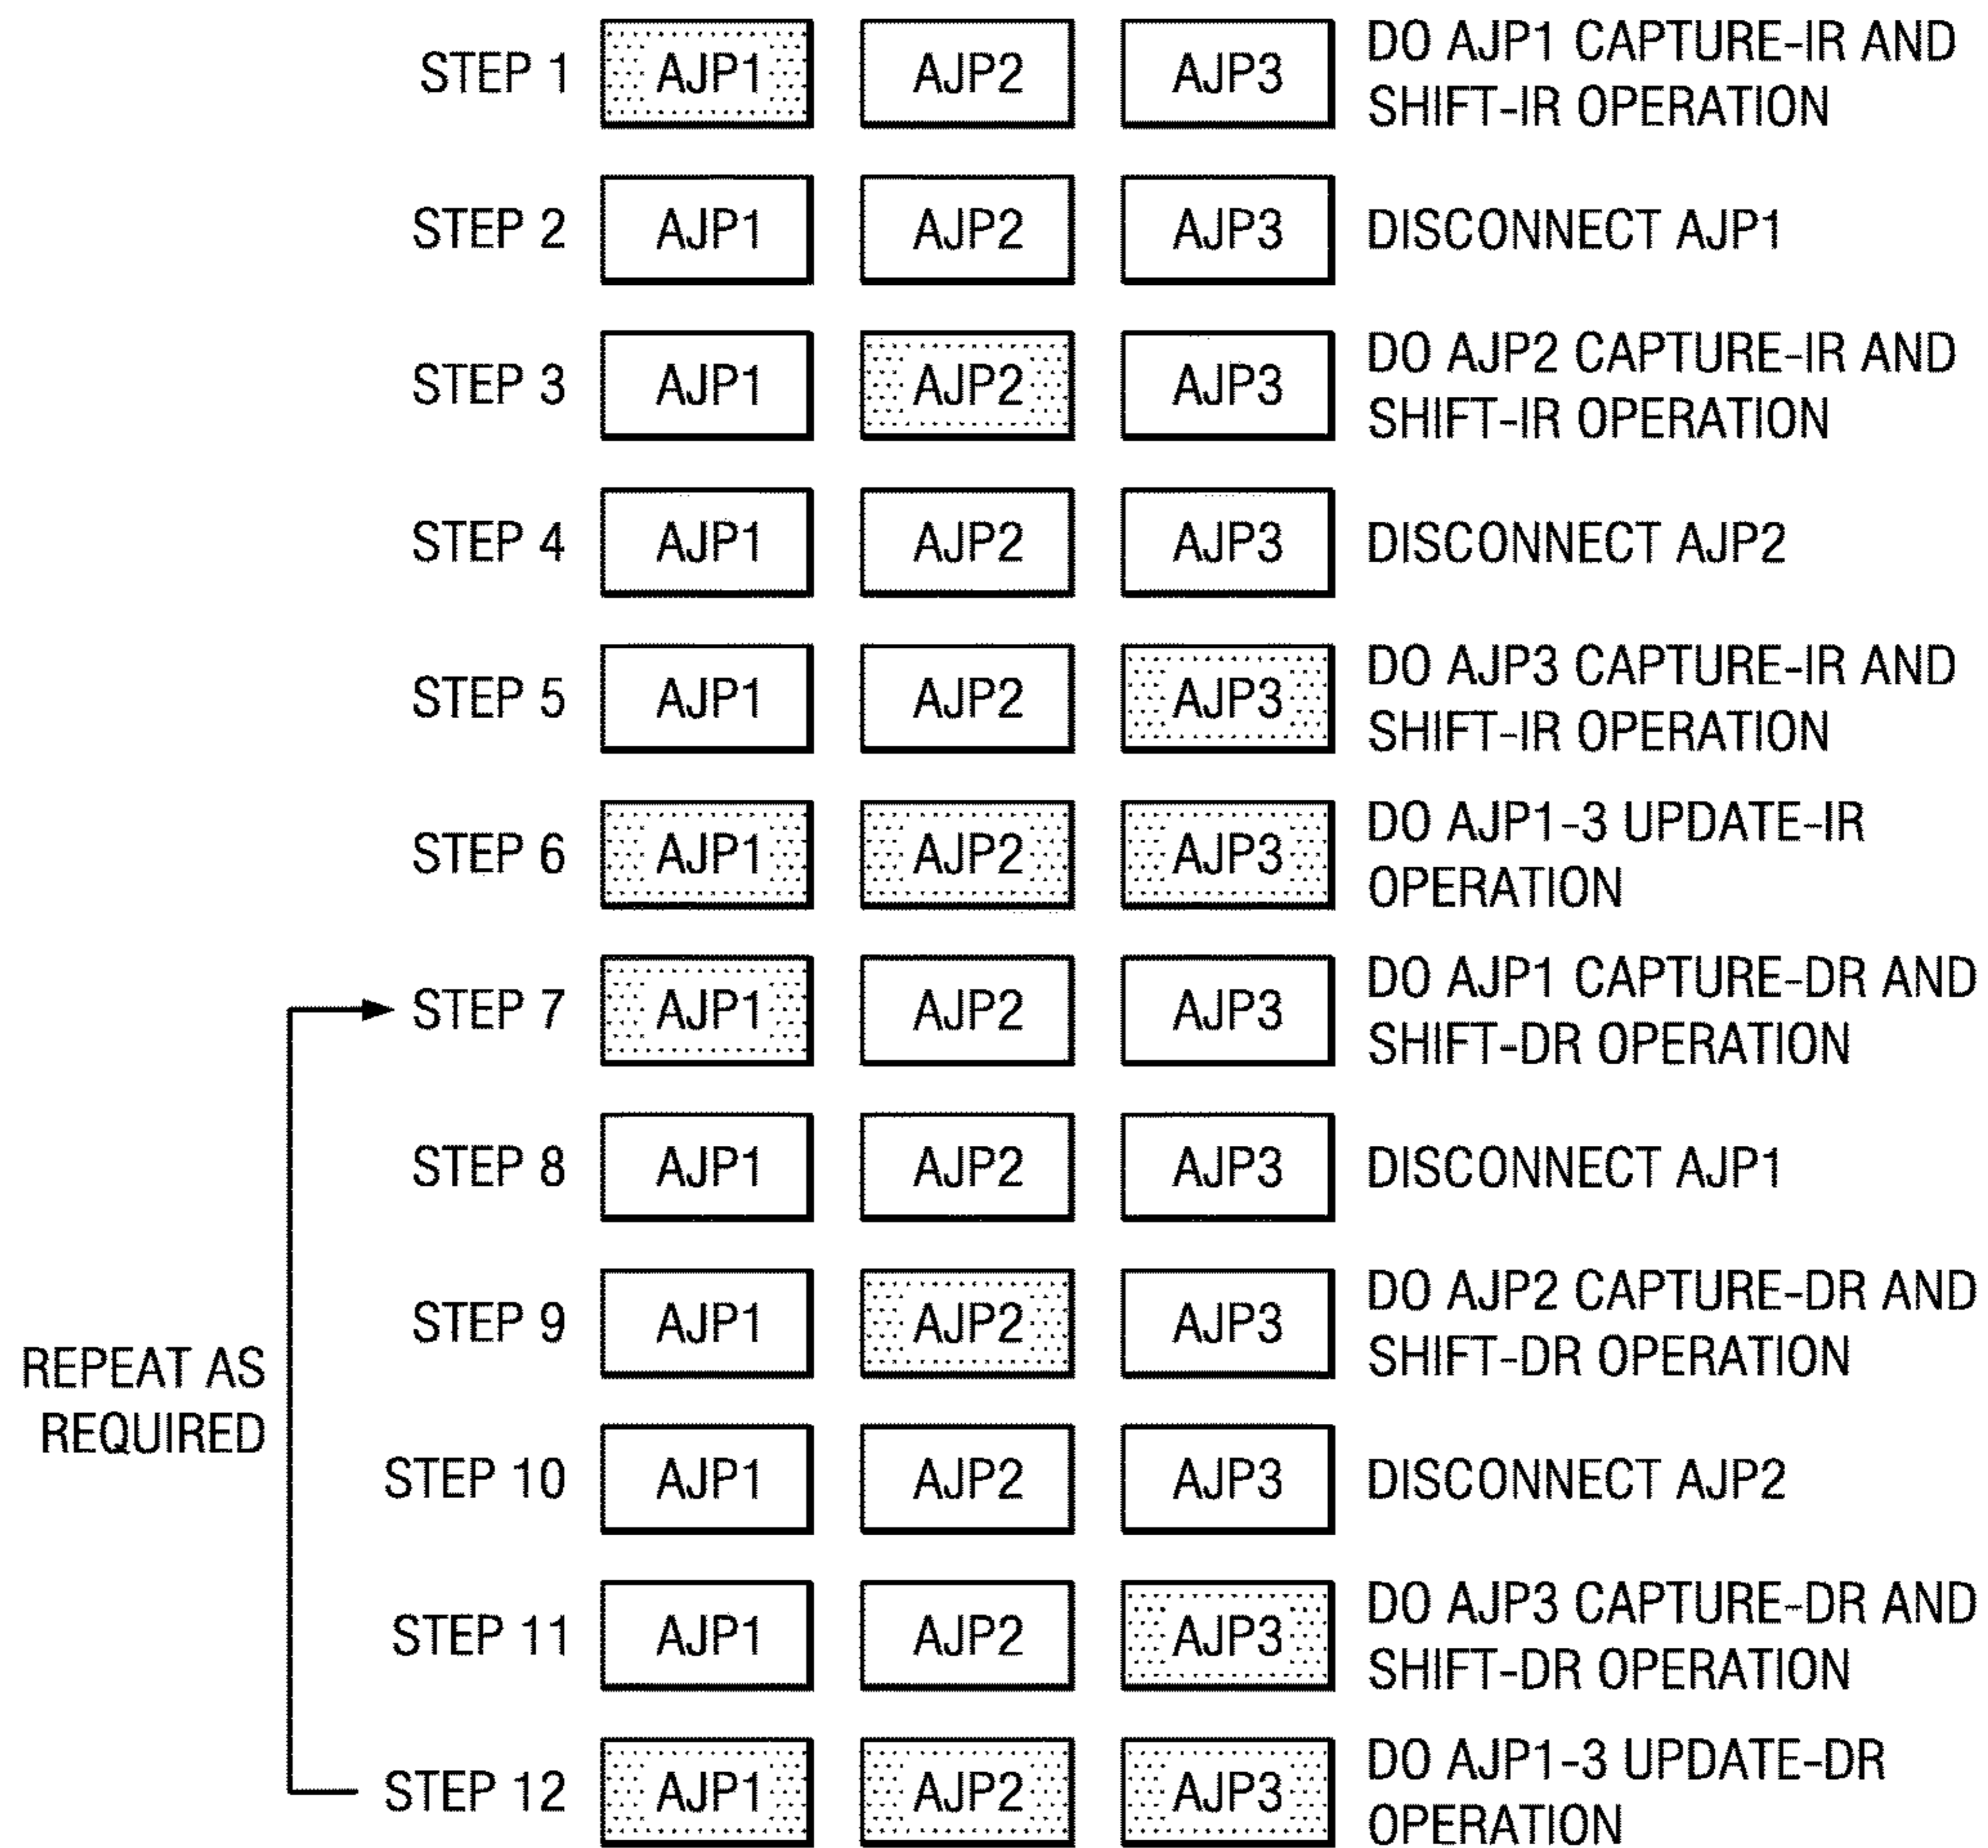 STEP 1 AJP1 AJP2 AJP3 DO AJP1 CAPTURE-IR AND
SHIFT-IR OPERATION
STEP 2 AJP1 AJP2 AJP3 DISCONNECT AJP1
STEP 3 AJP1 AJP2 AJP3 DO AJP2 CAPTURE-IR AND
SHIFT-IR OPERATION
STEP 4 AJP1 AJP2 AJP3 DISCONNECT AJP2
STEP 5 AJP1 AJP2 AJP3 DO AJP3 CAPTURE-IR AND
SHIFT-IR OPERATION
STEP 6 AJP1 AJP2 AJP3 DO AJP1-3 UPDATE-IR
OPERATION
STEP 7 AJP1 AJP2 AJP3 DO AJP1 CAPTURE-DR AND
SHIFT-DR OPERATION
STEP 8 AJP1 AJP2 AJP3 DISCONNECT AJP1
STEP 9 AJP1 AJP2 AJP3 DO AJP2 CAPTURE-DR AND
SHIFT-DR OPERATION
REPEAT AS
REQUIRED
STEP 10 AJP1 AJP2 AJP3 DISCONNECT AJP2
STEP 11 AJP1 AJP2 AJP3 DO AJP3 CAPTURE-DR AND
SHIFT-DR OPERATION
STEP 12 AJP1 AJP2 AJP3 DO AJP1-3 UPDATE-DR
OPERATION